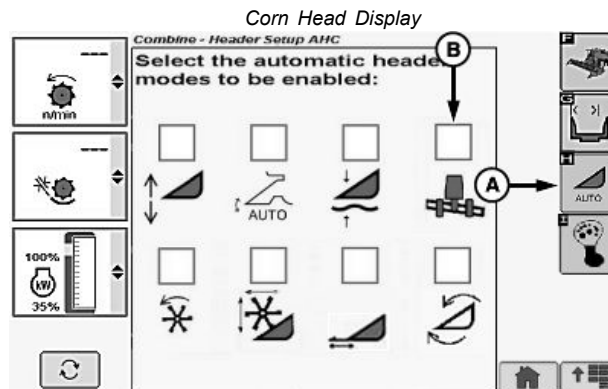 Corn Head Display
Combine - Header Setup AHC
Select the automatic header
modes to be enabled:
B
---
n/min
---
100%
kW
35%
AUTO
A
F
G
H
AUTO
I